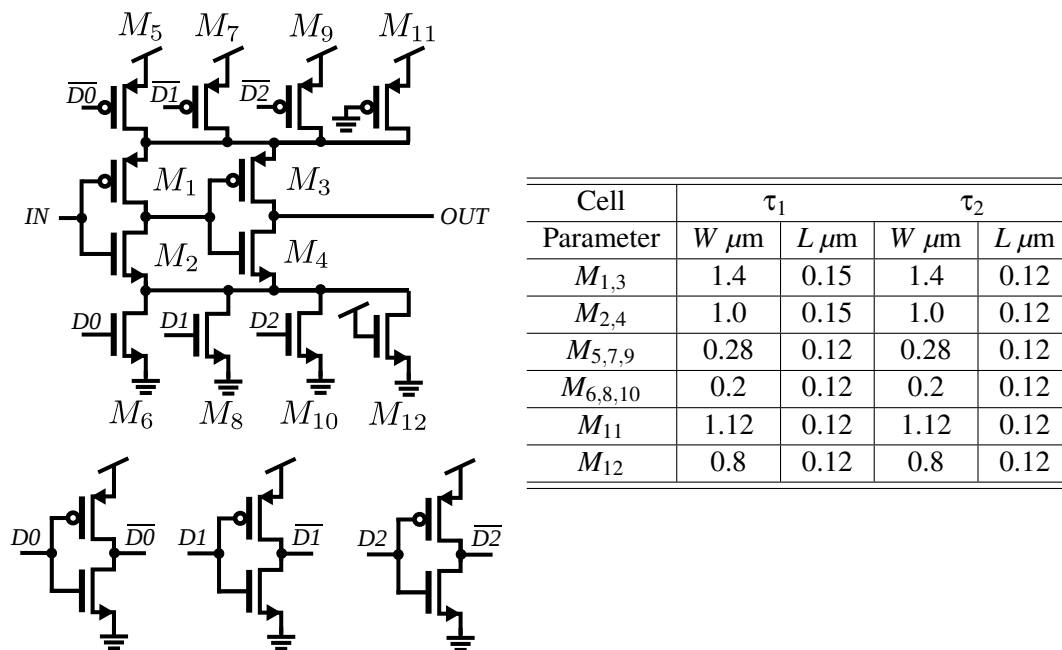 M5 M7 M9 M11
D0 D1 D2
M1 M3
IN OUT
M2 M4
D0 D1 D2
M6 M8 M10 M12
D0 D0 D1 D1 D2 D2
Cell τ1 τ2
Parameter W μm L μm W μm L μm
M1,3 1.4 0.15 1.4 0.12
M2,4 1.0 0.15 1.0 0.12
M5,7,9 0.28 0.12 0.28 0.12
M6,8,10 0.2 0.12 0.2 0.12
M11 1.12 0.12 1.12 0.12
M12 0.8 0.12 0.8 0.12